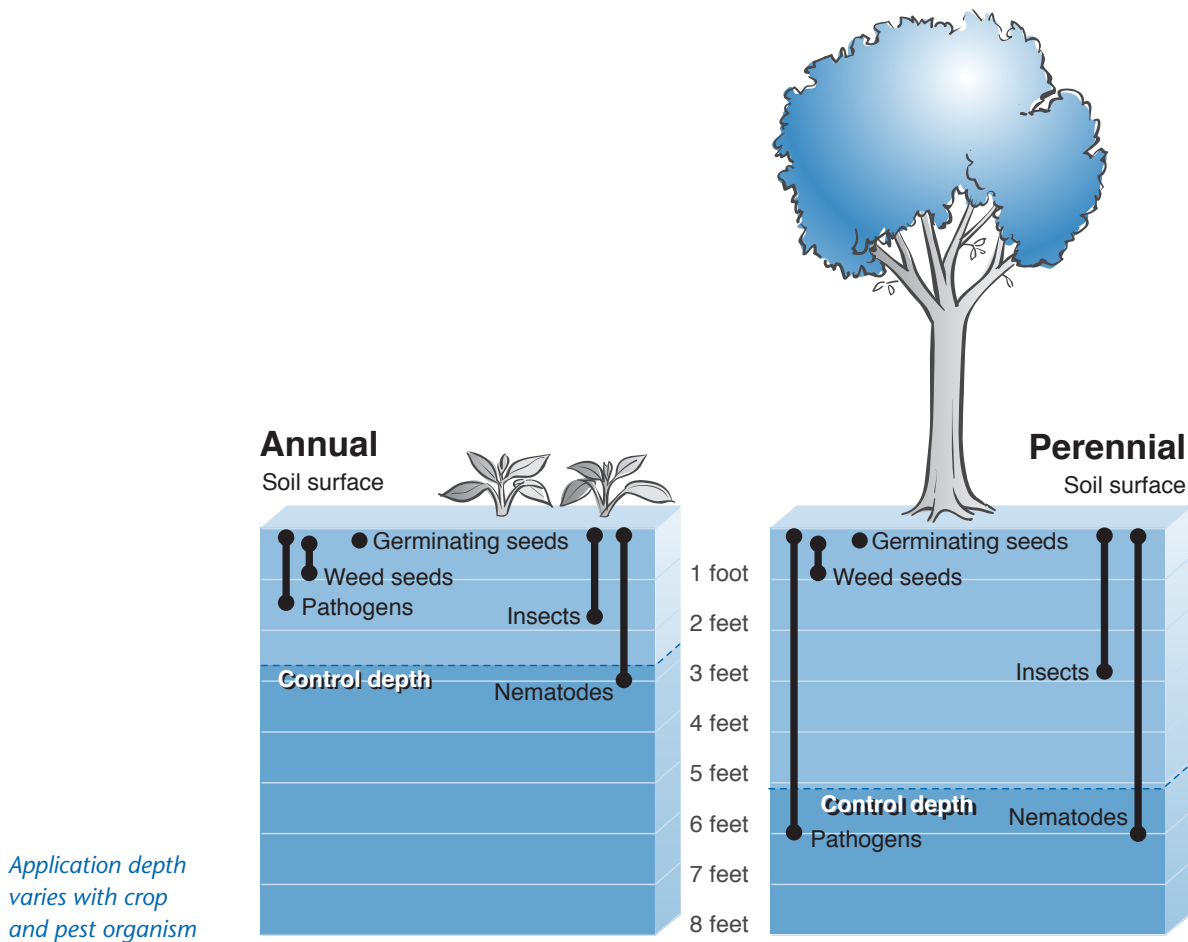 Annual
Soil surface
Germinating seeds
Weed seeds
Pathogens
Insects
Control depth
Nematodes
1 foot
2 feet
3 feet
4 feet
5 feet
6 feet
7 feet
8 feet
Perennial
Soil surface
Germinating seeds
Weed seeds
Insects
Control depth
Nematodes
Pathogens
Application depth
varies with crop
and pest organism